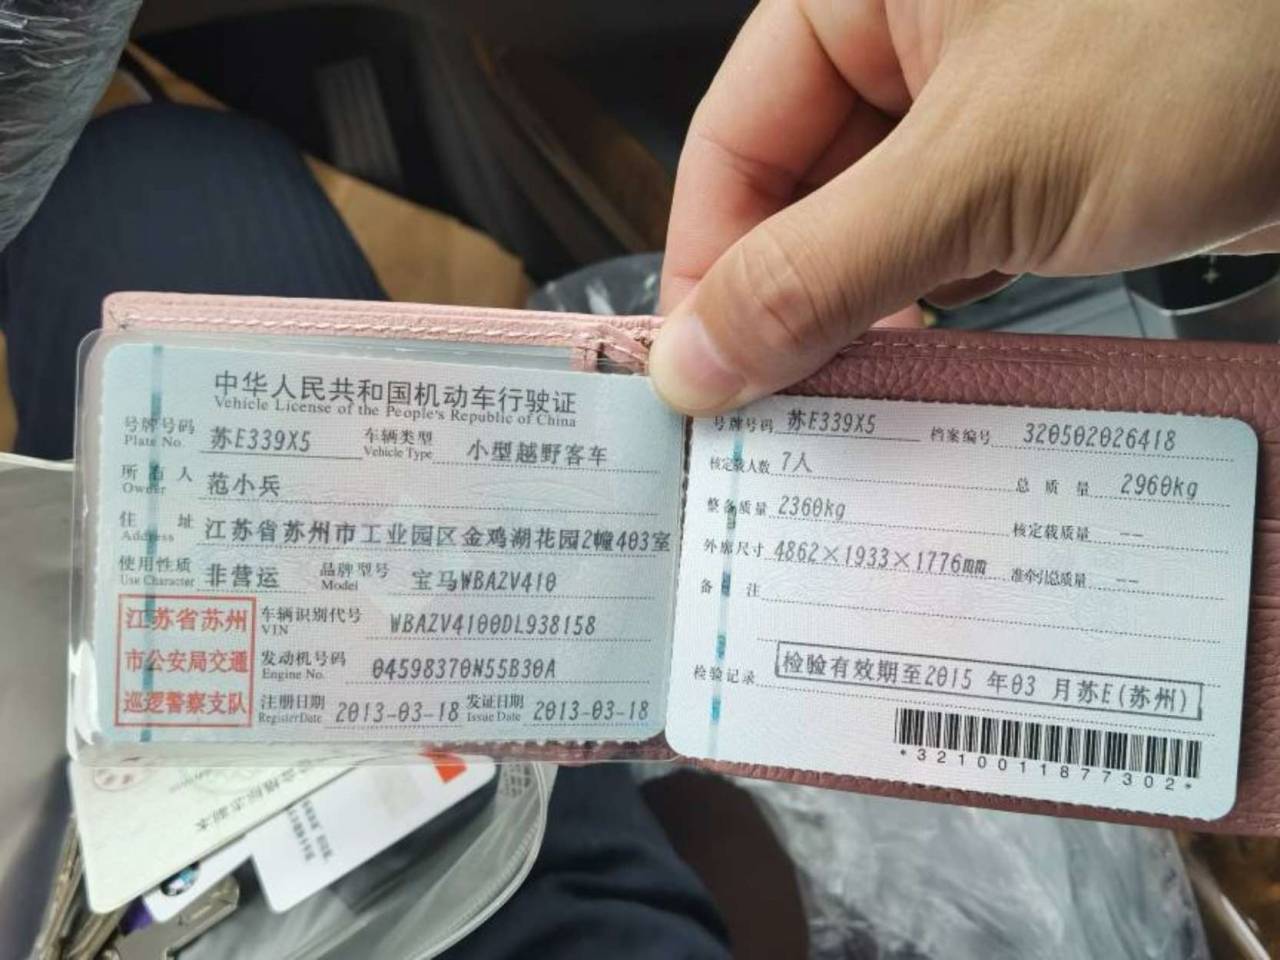 中华人民共和国机动车行驶证
Vehicle License of the People's Republic of China
号牌号码 苏E339X5 车辆类型 小型越野客车
Plate No. Vehicle Type
所有人 范小兵
Owner
住址 江苏省苏州市工业园区金鸡湖花园2幢403室
Address
使用性质 非营运 品牌型号 宝马WBAZV410
Use Character Model
江苏省苏州
市公安局交通
巡逻警察支队
车辆识别代号 WBAZV4100DL938158
VIN
发动机号码 04598370N55B30A
Engine No.
注册日期 2013-03-18 发证日期 2013-03-18
Register Date Issue Date
号牌号码 苏E339X5 档案编号 320502026418
核定载人数 7人 总质量 2960kg
整备质量 2360kg 核定载质量 --
外廓尺寸 4862×1933×1776mm 准牵引总质量 --
备注
检验记录 检验有效期至2015年03月苏E(苏州)
*3210011877302*